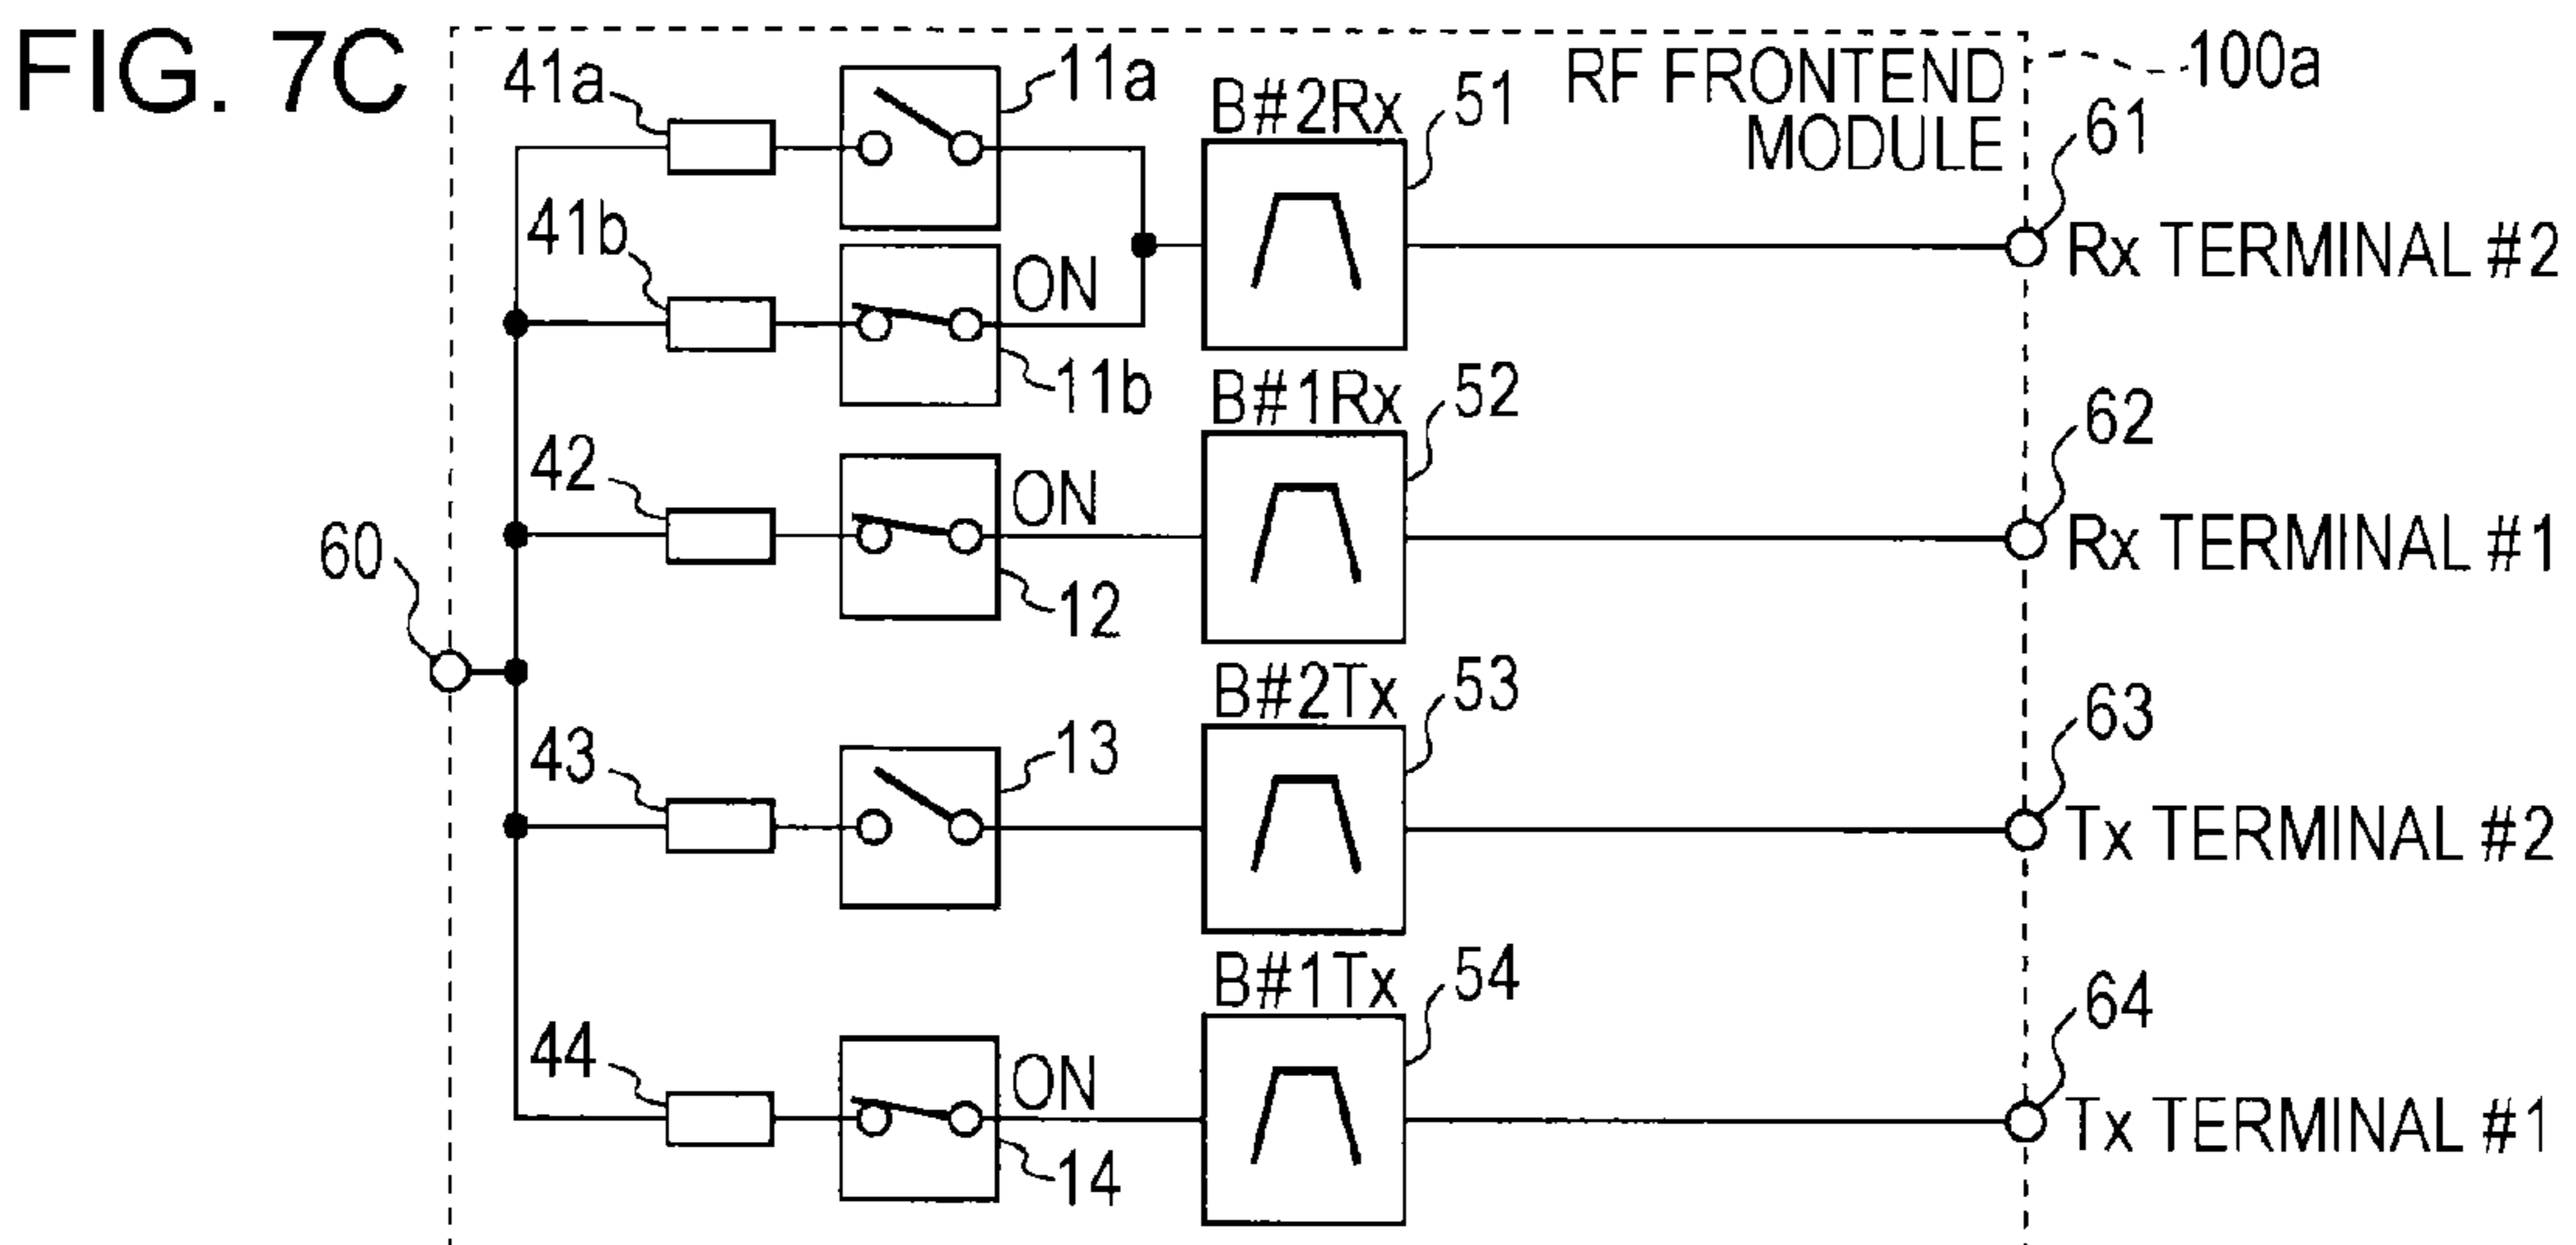 FIG. 7C
41a
11a
B#2Rx
51
RF FRONTEND
MODULE
100a
61
Rx TERMINAL #2
41b
ON
11b
B#1Rx
52
62
Rx TERMINAL #1
42
ON
12
60
B#2Tx
53
63
Tx TERMINAL #2
43
13
B#1Tx
54
64
Tx TERMINAL #1
44
ON
14